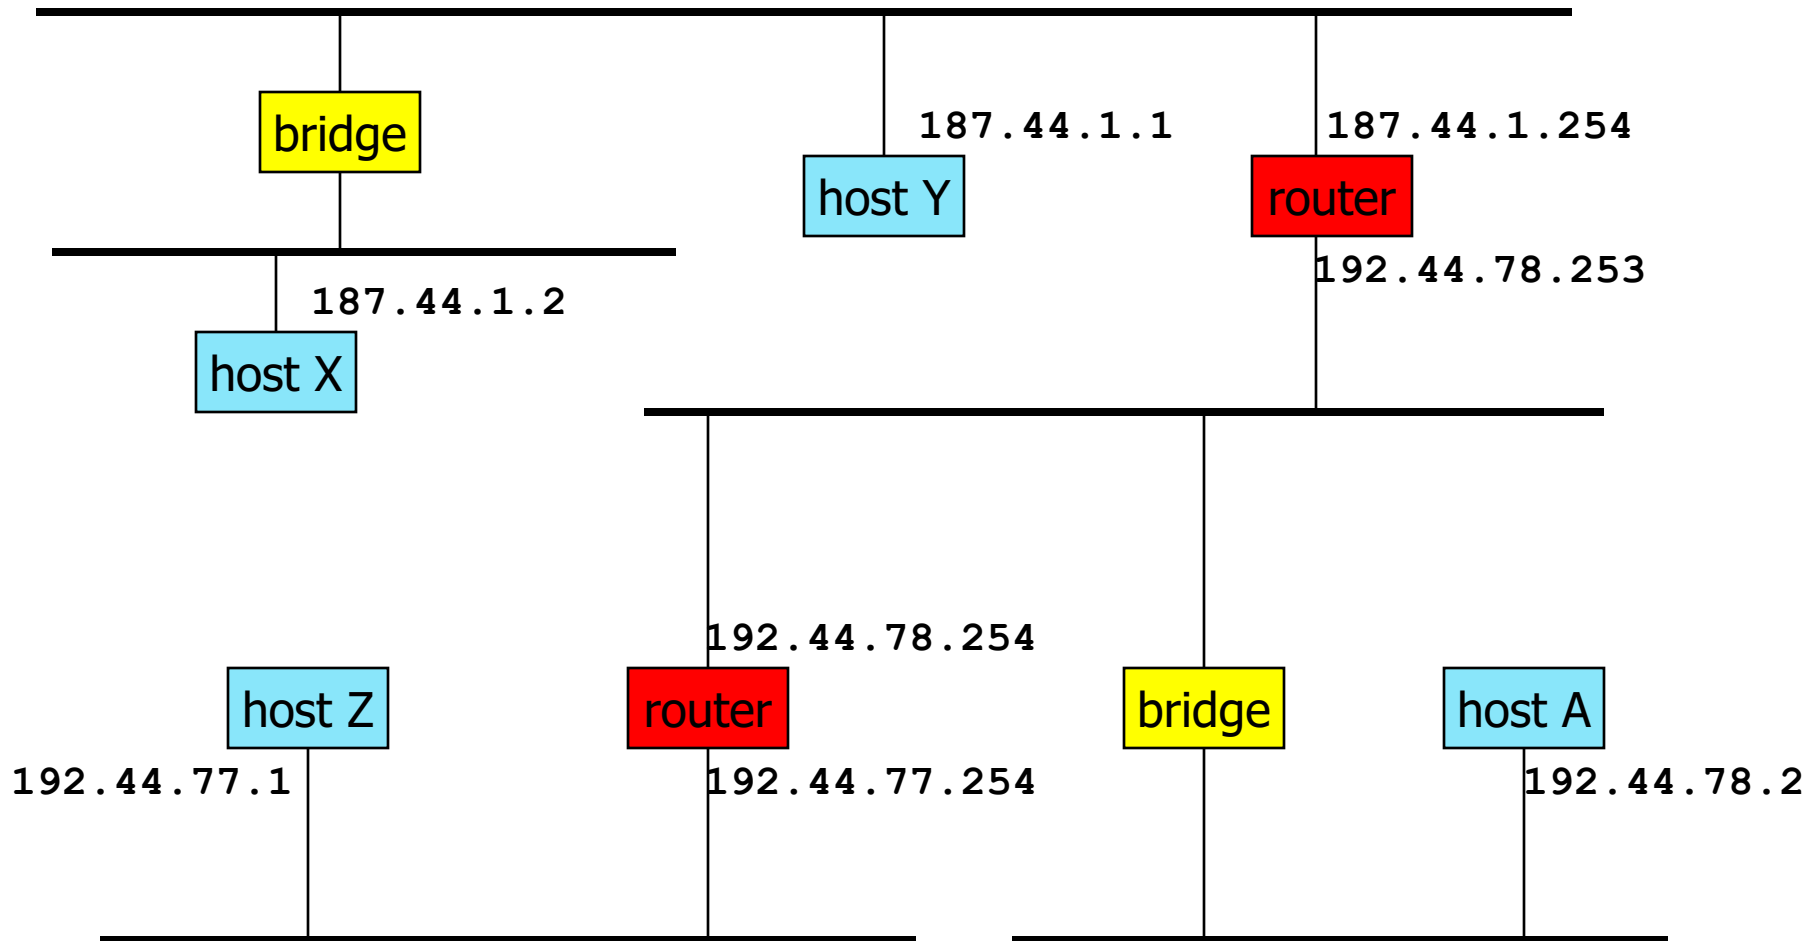 187.44.1.1
187.44.1.254
bridge
host Y
router
192.44.78.253
187.44.1.2
host X
192.44.78.254
host Z
router
bridge
host A
192.44.77.1
192.44.77.254
192.44.78.2